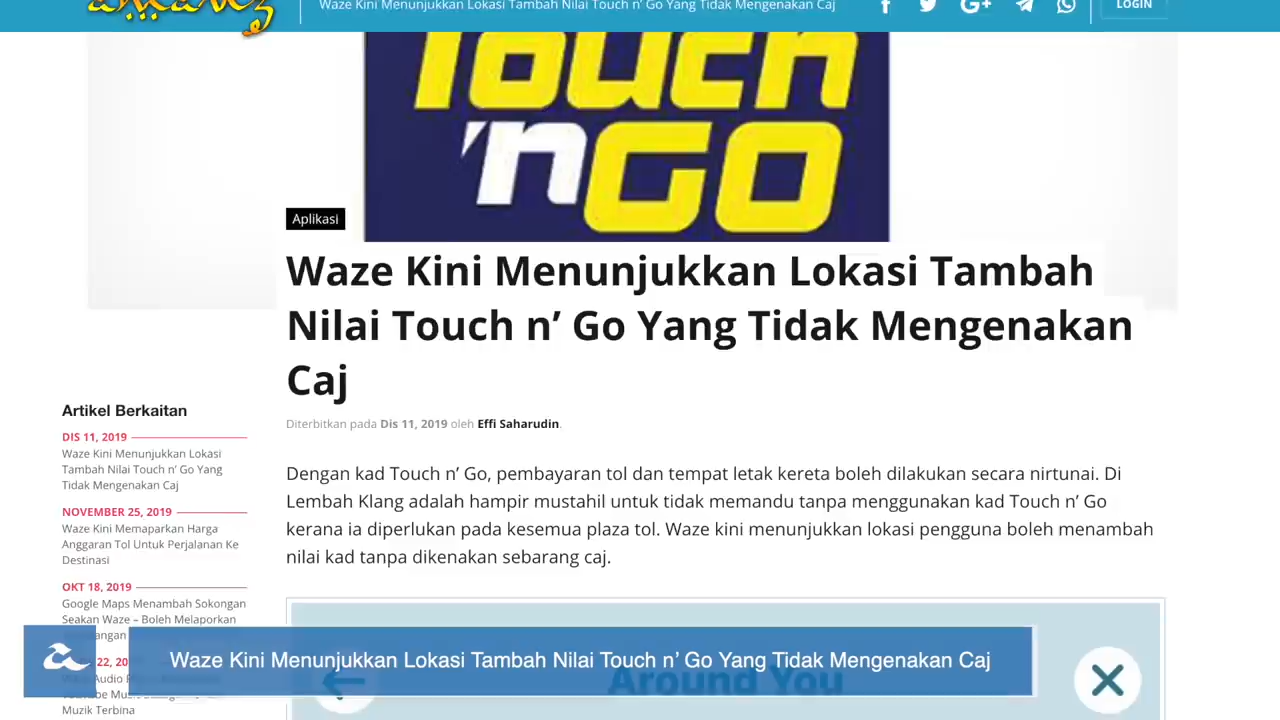 amanz
Waze Kini Menunjukkan Lokasi Tambah Nilai Touch n’ Go Yang Tidak Mengenakan Caj
LOGIN
Touch
'nGO
Aplikasi
Waze Kini Menunjukkan Lokasi Tambah
Nilai Touch n’ Go Yang Tidak Mengenakan
Caj
Diterbitkan pada Dis 11, 2019 oleh Effi Saharudin.
Dengan kad Touch n’ Go, pembayaran tol dan tempat letak kereta boleh dilakukan secara nirtunai. Di
Lembah Klang adalah hampir mustahil untuk tidak memandu tanpa menggunakan kad Touch n’ Go
kerana ia diperlukan pada kesemua plaza tol. Waze kini menunjukkan lokasi pengguna boleh menambah
nilai kad tanpa dikenakan sebarang caj.
Artikel Berkaitan
DIS 11, 2019
Waze Kini Menunjukkan Lokasi
Tambah Nilai Touch n’ Go Yang
Tidak Mengenakan Caj
NOVEMBER 25, 2019
Waze Kini Memaparkan Harga
Anggaran Tol Untuk Perjalanan Ke
Destinasi
OKT 18, 2019
Google Maps Menambah Sokongan
Seakan Waze – Boleh Melaporkan
Muzik Terbina
Around You
Waze Kini Menunjukkan Lokasi Tambah Nilai Touch n’ Go Yang Tidak Mengenakan Caj